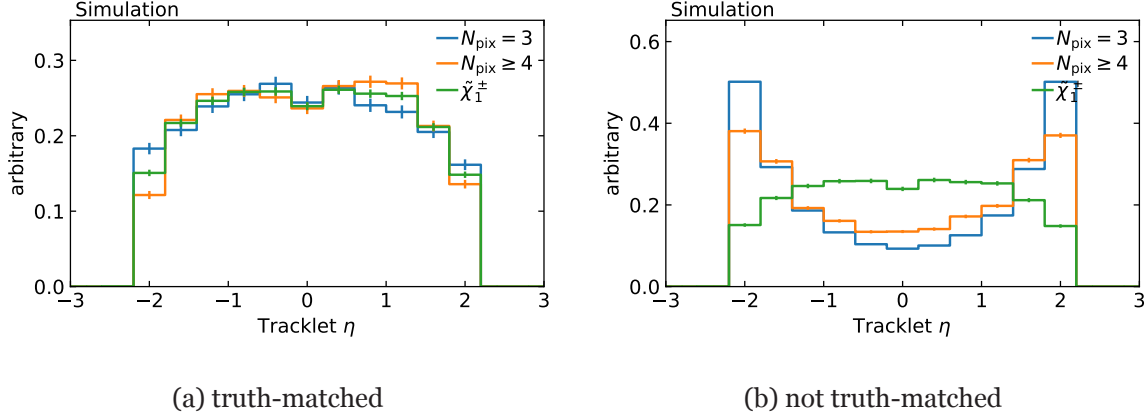 Simulation
N_pix = 3
N_pix ≥ 4
χ̃₁±
arbitrary
0.3
0.2
0.1
0.0
−3 −2 −1 0 1 2 3
Tracklet η
(a) truth-matched
Simulation
N_pix = 3
N_pix ≥ 4
χ̃₁±
arbitrary
0.6
0.4
0.2
0.0
−3 −2 −1 0 1 2 3
Tracklet η
(b) not truth-matched